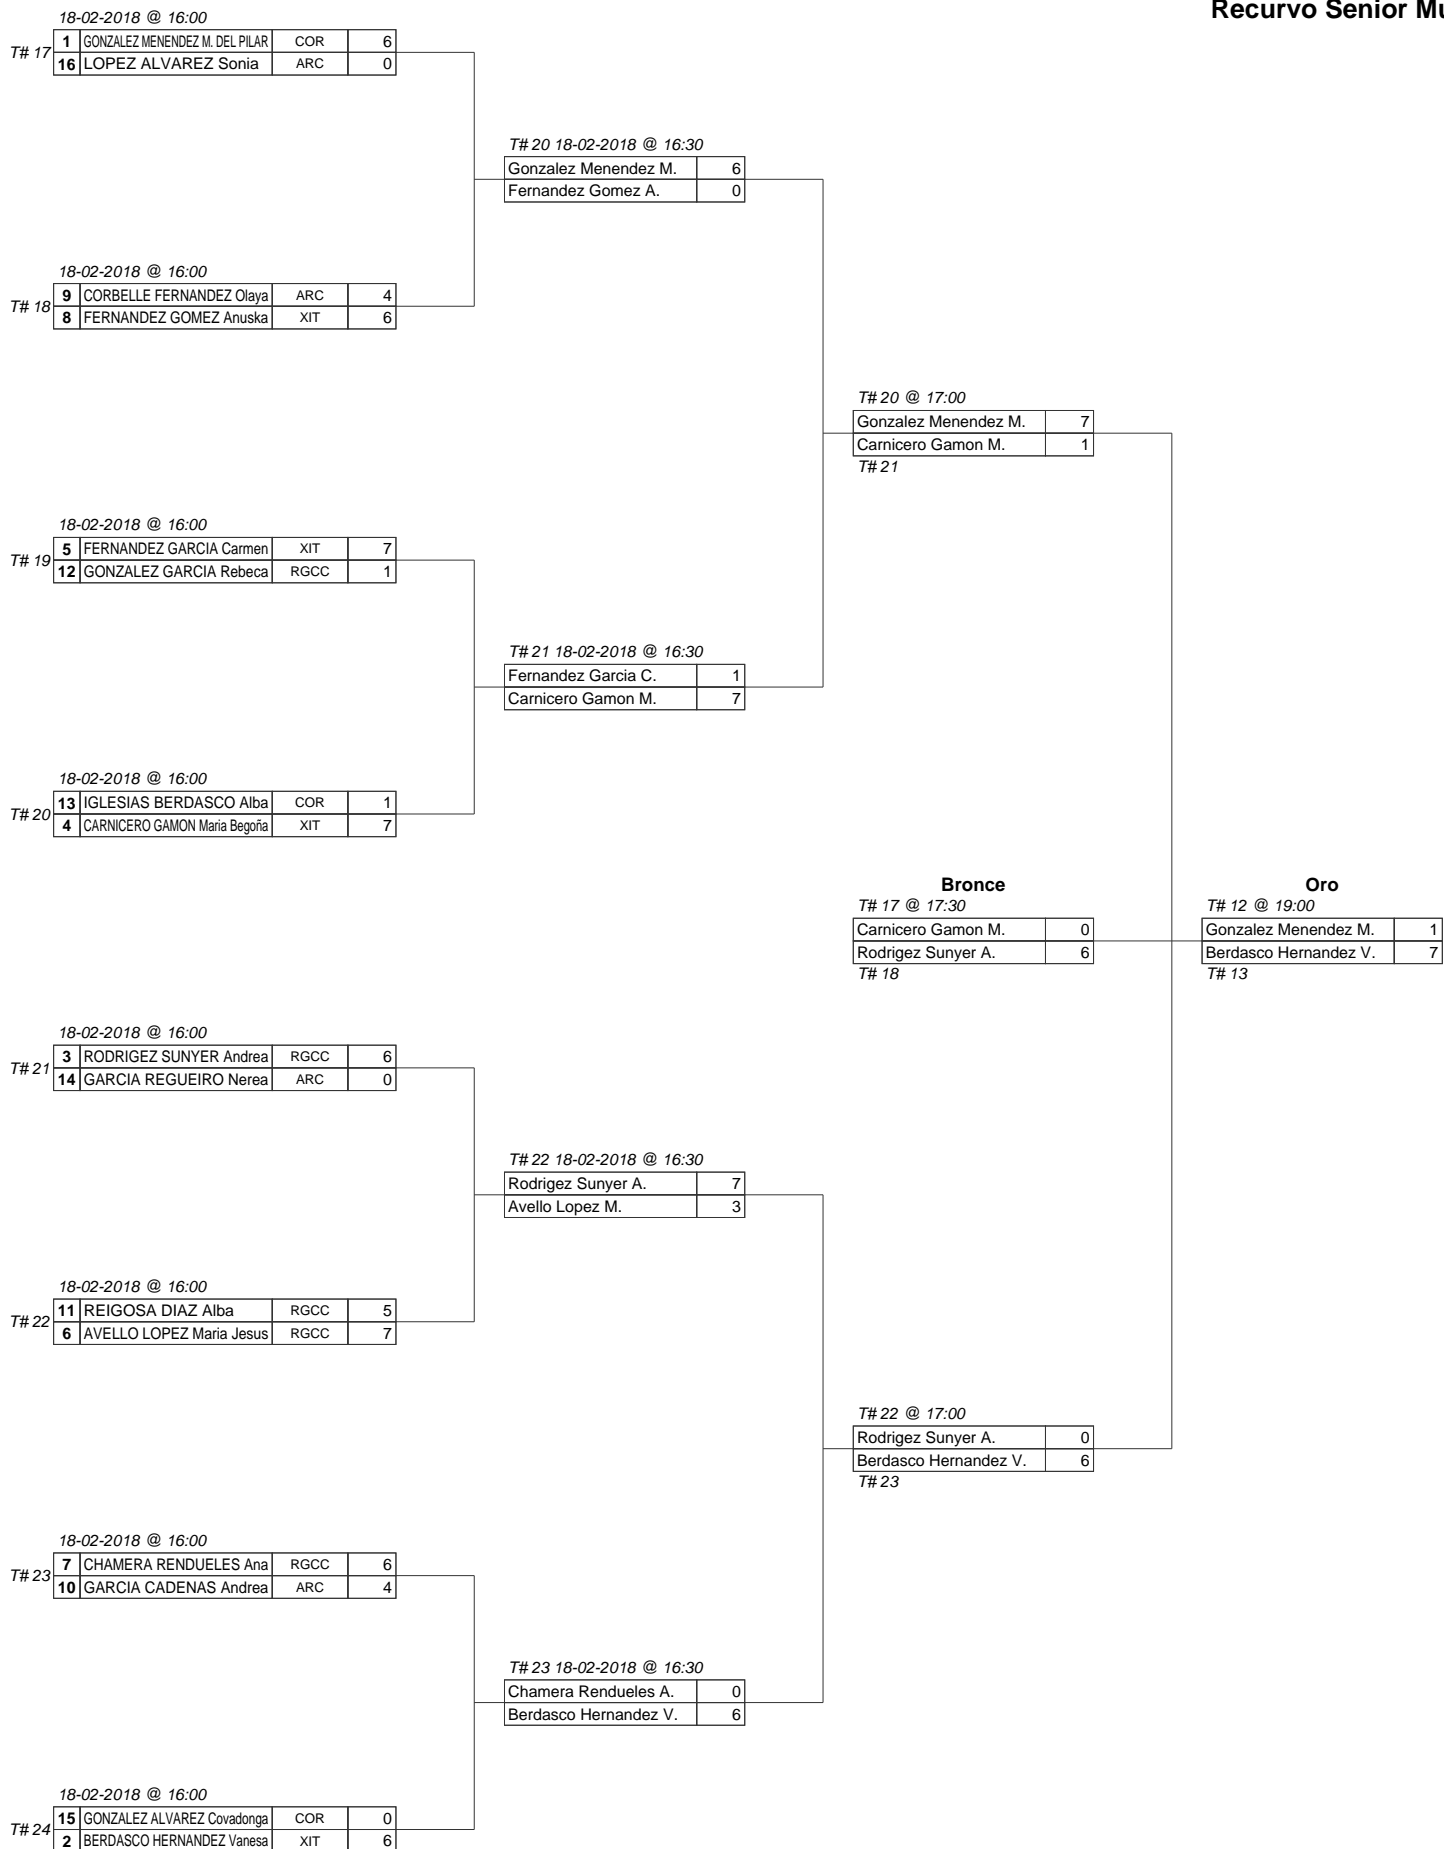 Recurvo Senior Mu
18-02-2018 @ 16:00
T# 17
1 GONZALEZ MENENDEZ M. DEL PILAR COR 6
16 LOPEZ ALVAREZ Sonia ARC 0
T# 20 18-02-2018 @ 16:30
Gonzalez Menendez M. 6
Fernandez Gomez A. 0
18-02-2018 @ 16:00
T# 18
9 CORBELLE FERNANDEZ Olaya ARC 4
8 FERNANDEZ GOMEZ Anuska XIT 6
T# 20 @ 17:00
Gonzalez Menendez M. 7
Carnicero Gamon M. 1
T# 21
18-02-2018 @ 16:00
T# 19
5 FERNANDEZ GARCIA Carmen XIT 7
12 GONZALEZ GARCIA Rebeca RGCC 1
T# 21 18-02-2018 @ 16:30
Fernandez Garcia C. 1
Carnicero Gamon M. 7
18-02-2018 @ 16:00
T# 20
13 IGLESIAS BERDASCO Alba COR 1
4 CARNICERO GAMON Maria Begoña XIT 7
Bronce
T# 17 @ 17:30
Carnicero Gamon M. 0
Rodrigez Sunyer A. 6
T# 18
Oro
T# 12 @ 19:00
Gonzalez Menendez M. 1
Berdasco Hernandez V. 7
T# 13
18-02-2018 @ 16:00
T# 21
3 RODRIGEZ SUNYER Andrea RGCC 6
14 GARCIA REGUEIRO Nerea ARC 0
T# 22 18-02-2018 @ 16:30
Rodrigez Sunyer A. 7
Avello Lopez M. 3
18-02-2018 @ 16:00
T# 22
11 REIGOSA DIAZ Alba RGCC 5
6 AVELLO LOPEZ Maria Jesus RGCC 7
T# 22 @ 17:00
Rodrigez Sunyer A. 0
Berdasco Hernandez V. 6
T# 23
18-02-2018 @ 16:00
T# 23
7 CHAMERA RENDUELES Ana RGCC 6
10 GARCIA CADENAS Andrea ARC 4
T# 23 18-02-2018 @ 16:30
Chamera Rendueles A. 0
Berdasco Hernandez V. 6
18-02-2018 @ 16:00
T# 24
15 GONZALEZ ALVAREZ Covadonga COR 0
2 BERDASCO HERNANDEZ Vanesa XIT 6